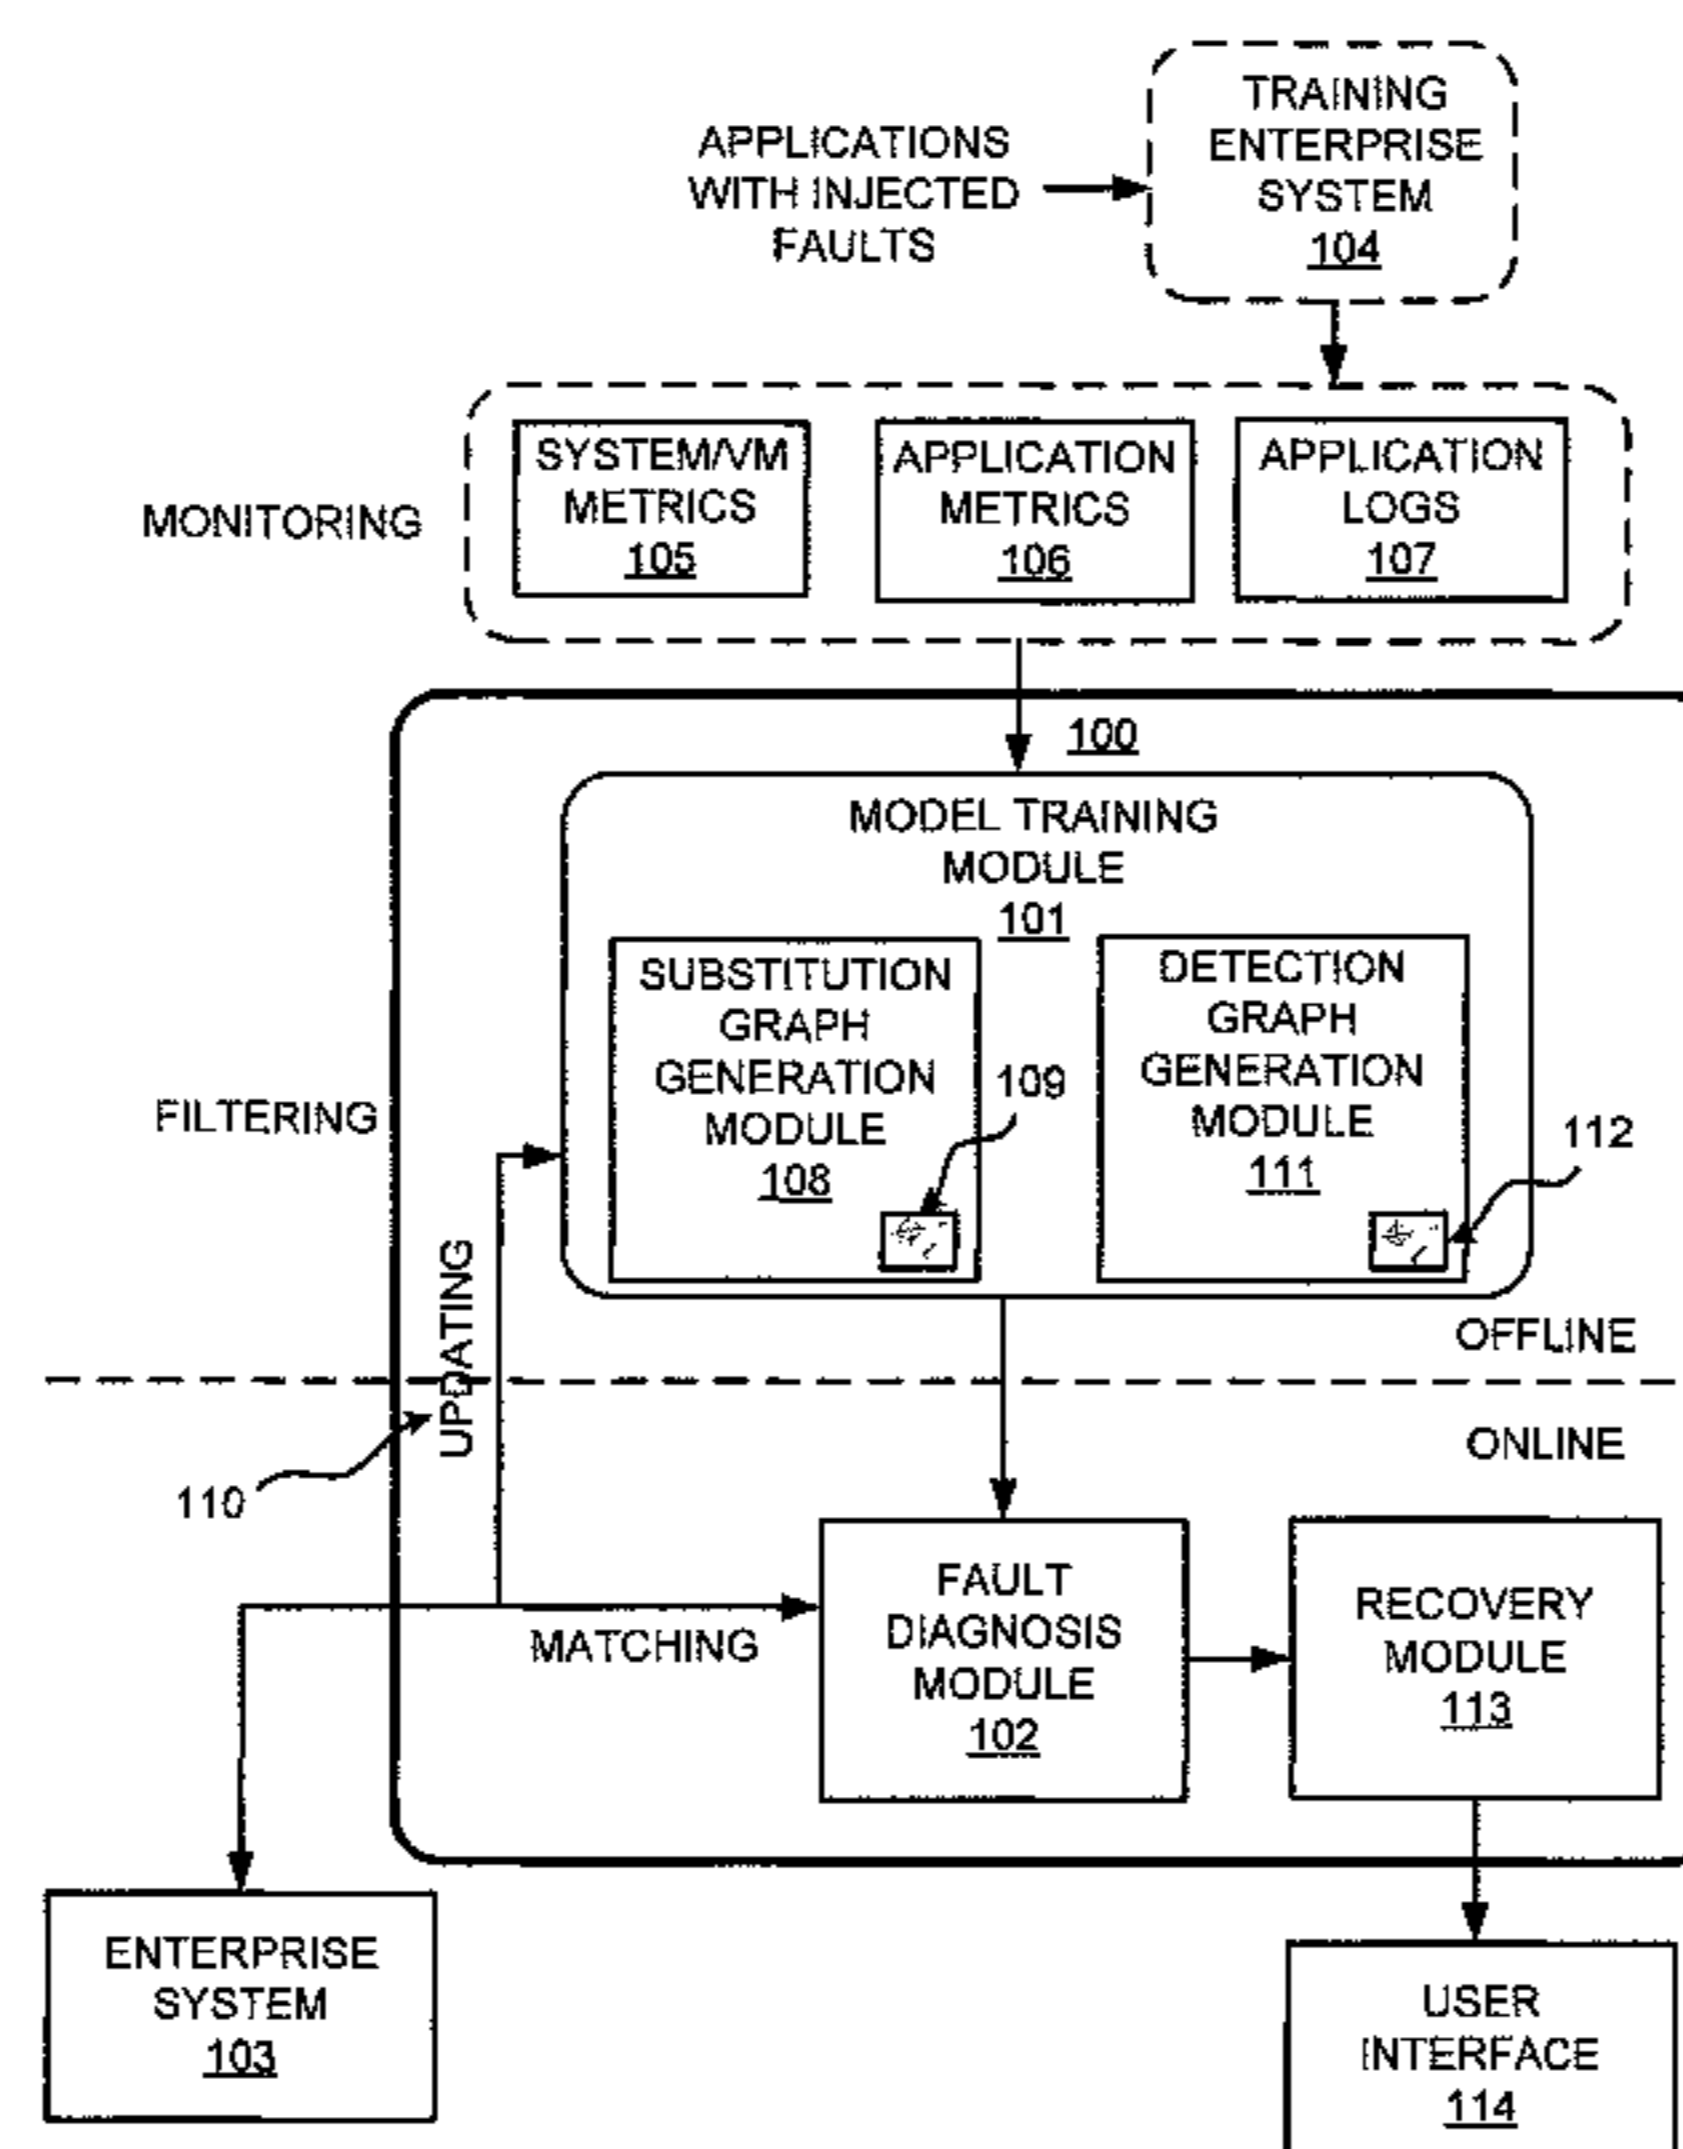 TRAINING
ENTERPRISE
SYSTEM
104
APPLICATIONS
WITH INJECTED
FAULTS
MONITORING
SYSTEM/VM
METRICS
105
APPLICATION
METRICS
106
APPLICATION
LOGS
107
100
MODEL TRAINING
MODULE
101
SUBSTITUTION
GRAPH
GENERATION
MODULE
108
109
DETECTION
GRAPH
GENERATION
MODULE
111
112
FILTERING
UPDATING
OFFLINE
ONLINE
110
MATCHING
FAULT
DIAGNOSIS
MODULE
102
RECOVERY
MODULE
113
ENTERPRISE
SYSTEM
103
USER
INTERFACE
114